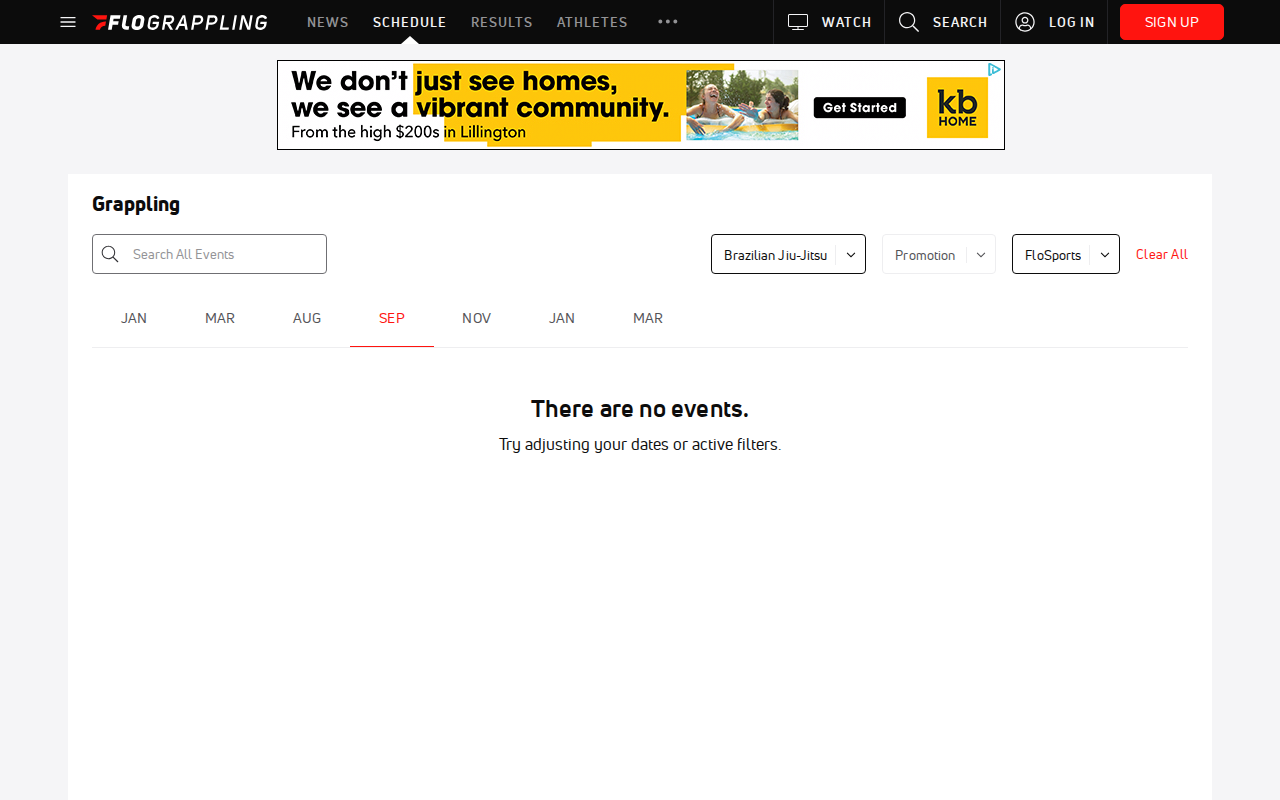 FLOGRAPPLING NEWS SCHEDULE RESULTS ATHLETES ••• WATCH SEARCH LOG IN SIGN UP
We don't just see homes,
we see a vibrant community.
From the high $200s in Lillington
Get Started
kb
HOME
Grappling
Search All Events Brazilian Jiu-Jitsu Promotion FloSports Clear All
JAN MAR AUG SEP NOV JAN MAR
There are no events.
Try adjusting your dates or active filters.